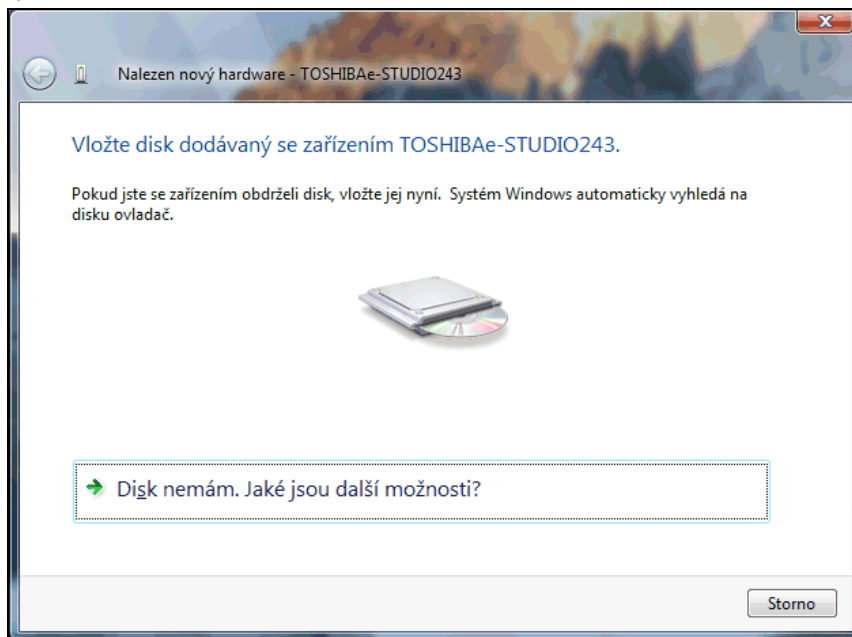 Nalezen nový hardware - TOSHIBAe-STUDIO243
Vložte disk dodávaný se zařízením TOSHIBAe-STUDIO243.
Pokud jste se zařízením obdrželi disk, vložte jej nyní. Systém Windows automaticky vyhledá na
disku ovladač.
Disk nemám. Jaké jsou další možnosti?
Storno